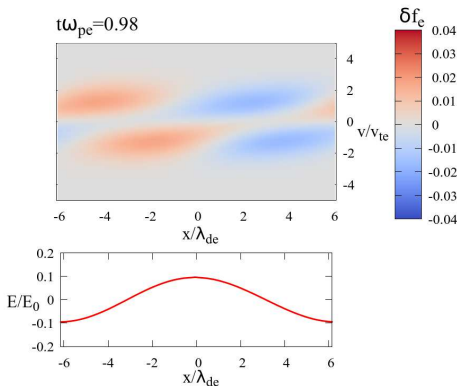 tω_pe=0.98
δf_e
4
2
0
-2
-4
v/v_te
-6 -4 -2 0 2 4 6
x/λ_de
0.04
0.03
0.02
0.01
0
-0.01
-0.02
-0.03
-0.04
0.2
0.1
0
-0.1
-0.2
E/E_0
-6 -4 -2 0 2 4 6
x/λ_de